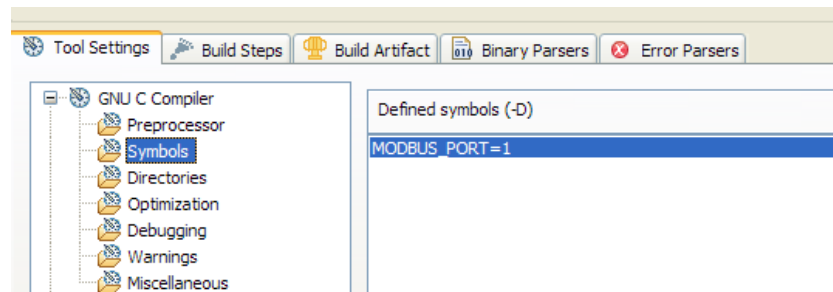 Tool Settings Build Steps Build Artifact Binary Parsers Error Parsers
GNU C Compiler
Preprocessor
Symbols
Directories
Optimization
Debugging
Warnings
Miscellaneous
Defined symbols (-D)
MODBUS_PORT=1